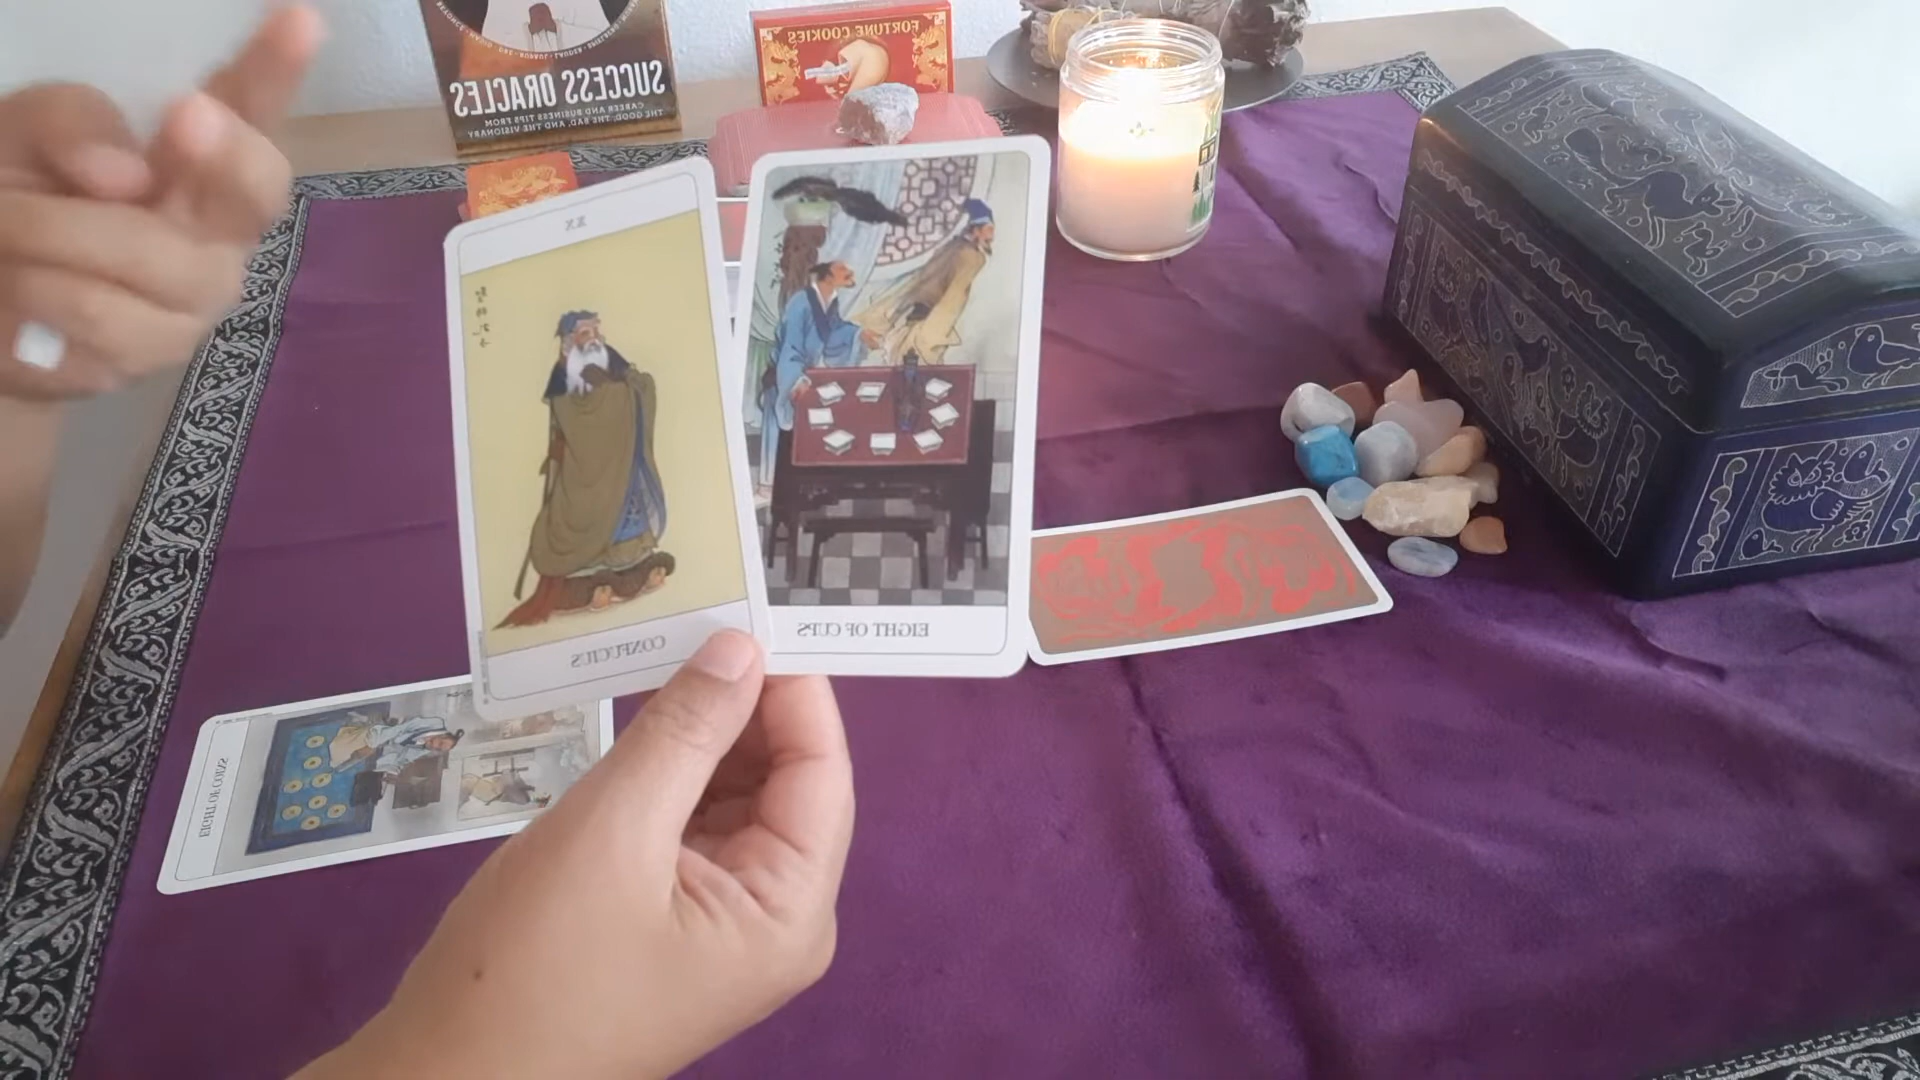 SUCCESS ORACLES
CAREER AND BUSINESS TIPS FROM
THE GOOD, THE BAD, AND THE VISIONARY
FORTUNE COOKIES
XX
CONFUCIUS
EIGHT OF CUPS
EIGHT OF COINS